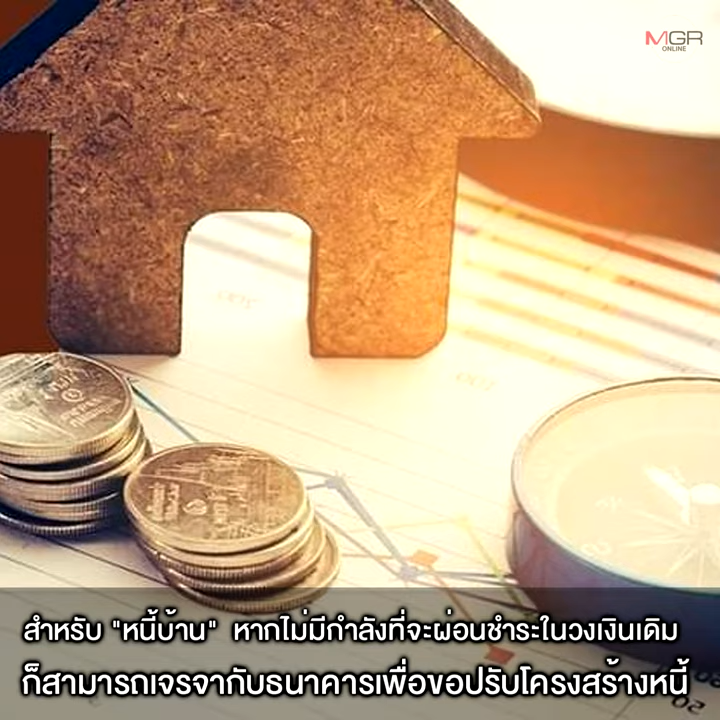 MGR
ONLINE
สำหรับ "หนี้บ้าน" หากไม่มีกำลังที่จะผ่อนชำระในวงเงินเดิม
ก็สามารถเจรจากับธนาคารเพื่อขอปรับโครงสร้างหนี้